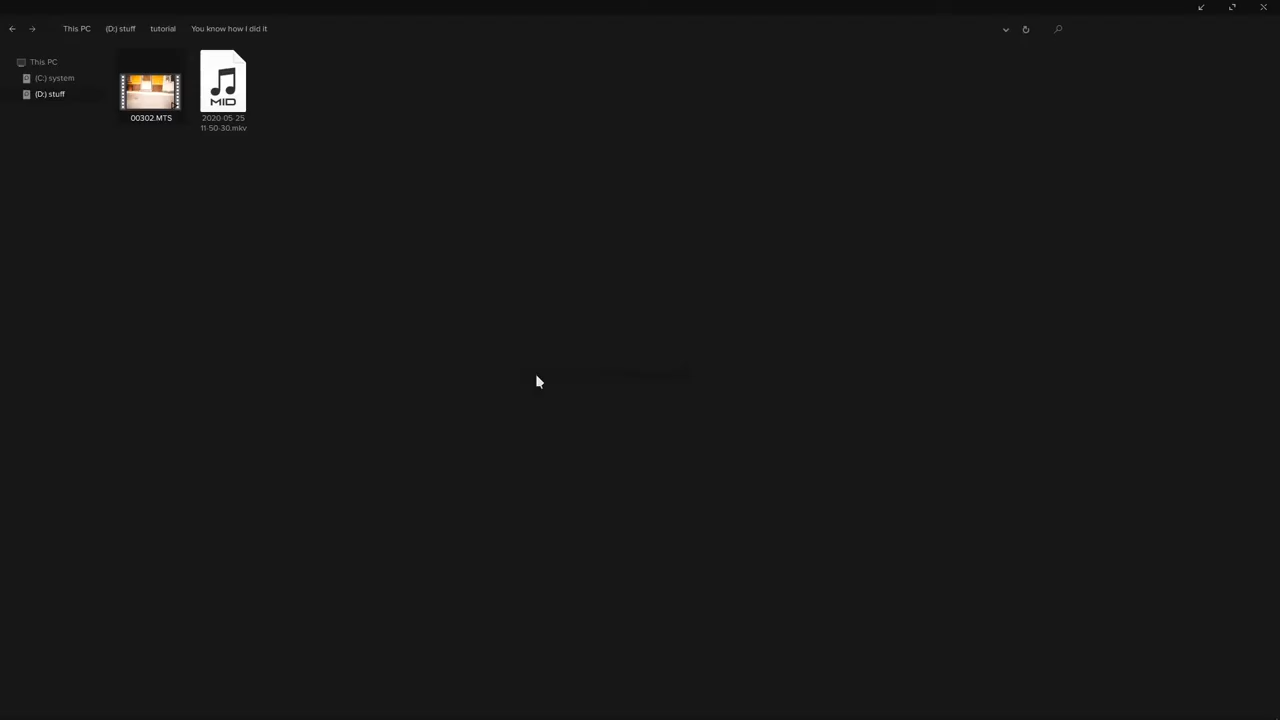 This PC (D:) stuff tutorial You know how I did it
This PC
(C:) system
(D:) stuff
00302.MTS
MID
2020-05-25
11-50-30.mkv